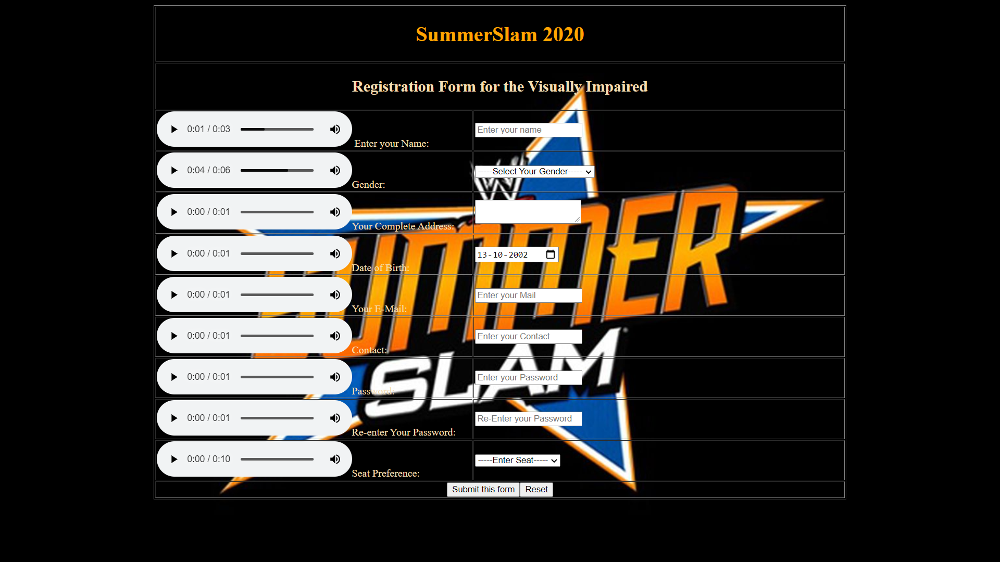 SummerSlam 2020
Registration Form for the Visually Impaired
0:01 / 0:03
Enter your Name:
Enter your name
0:04 / 0:06
Gender:
-----Select Your Gender-----
0:00 / 0:01
Your Complete Address:
0:00 / 0:01
Date of Birth:
13-10-2002
0:00 / 0:01
Your E-Mail:
Enter your Mail
0:00 / 0:01
Contact:
Enter your Contact
0:00 / 0:01
Password:
Enter your Password
0:00 / 0:01
Re-enter Your Password:
Re-Enter your Password
0:00 / 0:10
Seat Preference:
-----Enter Seat-----
Submit this form Reset
W
SUMMER
SLAM